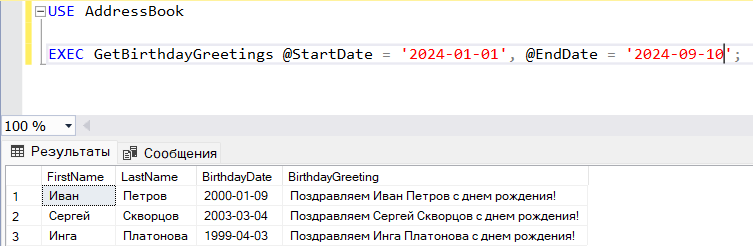 USE AddressBook
EXEC GetBirthdayGreetings @StartDate = '2024-01-01', @EndDate = '2024-09-10';
100 %
Результаты Сообщения
FirstName LastName BirthdayDate BirthdayGreeting
1 Иван Петров 2000-01-09 Поздравляем Иван Петров с днем рождения!
2 Сергей Скворцов 2003-03-04 Поздравляем Сергей Скворцов с днем рождения!
3 Инга Платонова 1999-04-03 Поздравляем Инга Платонова с днем рождения!